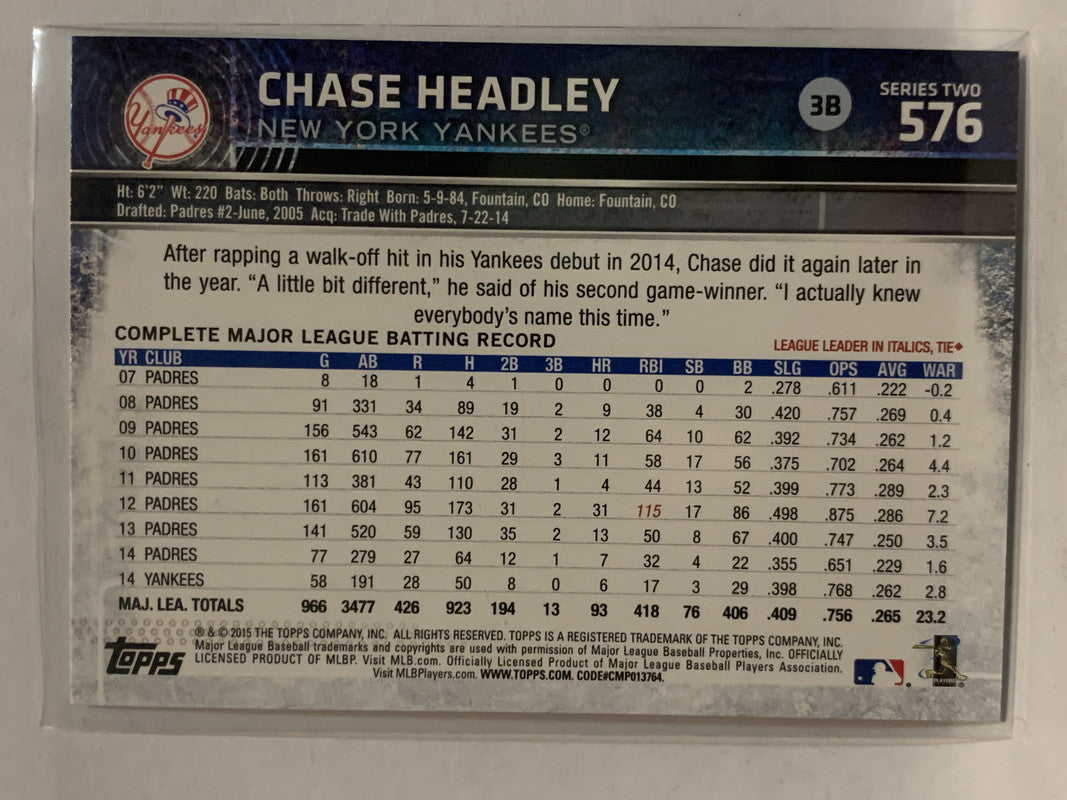 Yankees
CHASE HEADLEY
NEW YORK YANKEES®
3B
SERIES TWO
576
Ht: 6'2" Wt: 220 Bats: Both Throws: Right Born: 5-9-84, Fountain, CO Home: Fountain, CO
Drafted: Padres #2-June, 2005 Acq: Trade With Padres, 7-22-14
After rapping a walk-off hit in his Yankees debut in 2014, Chase did it again later in
the year. “A little bit different,” he said of his second game-winner. “I actually knew
everybody’s name this time.”
COMPLETE MAJOR LEAGUE BATTING RECORD
LEAGUE LEADER IN ITALICS, TIE◆
YR CLUB G AB R H 2B 3B HR RBI SB BB SLG OPS AVG WAR
07 PADRES 8 18 1 4 1 0 0 0 0 2 .278 .611 .222 -0.2
08 PADRES 91 331 34 89 19 2 9 38 4 30 .420 .757 .269 0.4
09 PADRES 156 543 62 142 31 2 12 64 10 62 .392 .734 .262 1.2
10 PADRES 161 610 77 161 29 3 11 58 17 56 .375 .702 .264 4.4
11 PADRES 113 381 43 110 28 1 4 44 13 52 .399 .773 .289 2.3
12 PADRES 161 604 95 173 31 2 31 115 17 86 .498 .875 .286 7.2
13 PADRES 141 520 59 130 35 2 13 50 8 67 .400 .747 .250 3.5
14 PADRES 77 279 27 64 12 1 7 32 4 22 .355 .651 .229 1.6
14 YANKEES 58 191 28 50 8 0 6 17 3 29 .398 .768 .262 2.8
MAJ. LEA. TOTALS 966 3477 426 923 194 13 93 418 76 406 .409 .756 .265 23.2
® & © 2015 THE TOPPS COMPANY, INC. ALL RIGHTS RESERVED. TOPPS IS A REGISTERED TRADEMARK OF THE TOPPS COMPANY, INC.
Major League Baseball trademarks and copyrights are used with permission of Major League Baseball Properties, Inc. OFFICIALLY
LICENSED PRODUCT OF MLBP. Visit MLB.com. Officially Licensed Product of Major League Baseball Players Association.
Visit MLBPlayers.com. WWW.TOPPS.COM. CODE#CMP013764.
Topps
PLAYERS